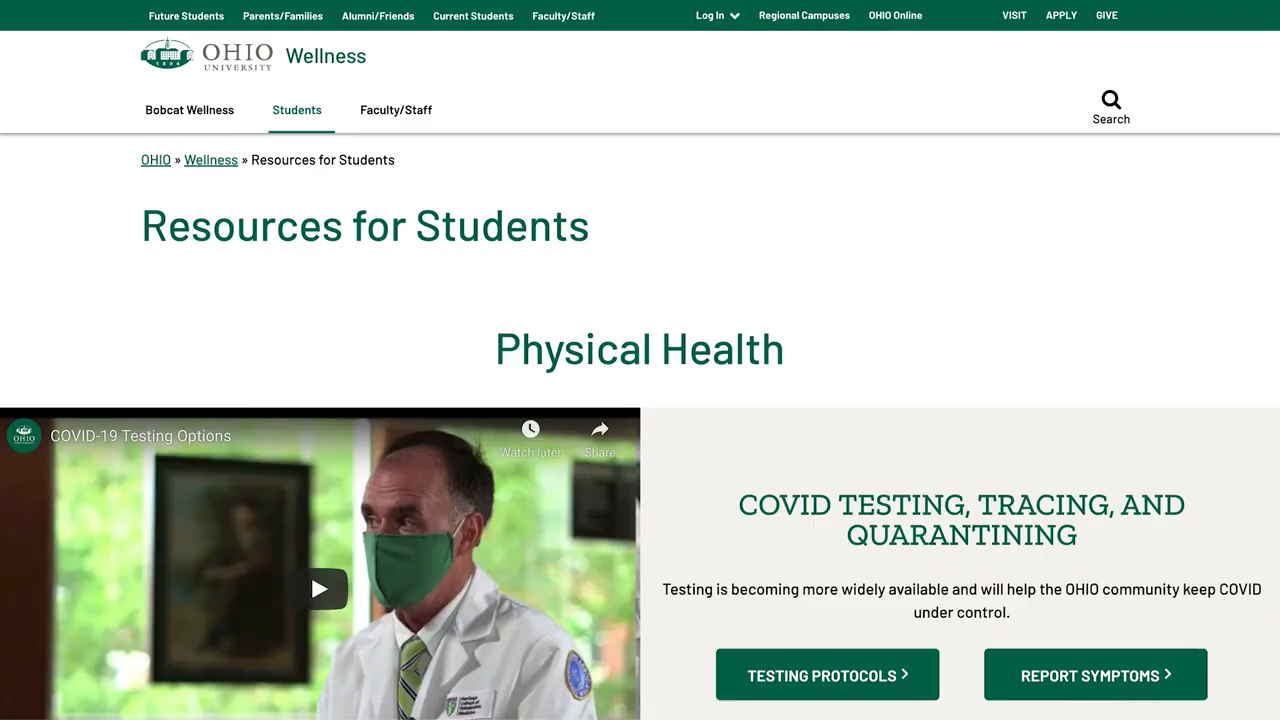 Future Students Parents/Families Alumni/Friends Current Students Faculty/Staff Log In Regional Campuses OHIO Online VISIT APPLY GIVE
1804 OHIO UNIVERSITY Wellness
Bobcat Wellness Students Faculty/Staff
Search
OHIO » Wellness » Resources for Students
Resources for Students
Physical Health
OHIO COVID-19 Testing Options
Watch later Share
COVID TESTING, TRACING, AND
QUARANTINING
Testing is becoming more widely available and will help the OHIO community keep COVID
under control.
TESTING PROTOCOLS > REPORT SYMPTOMS >